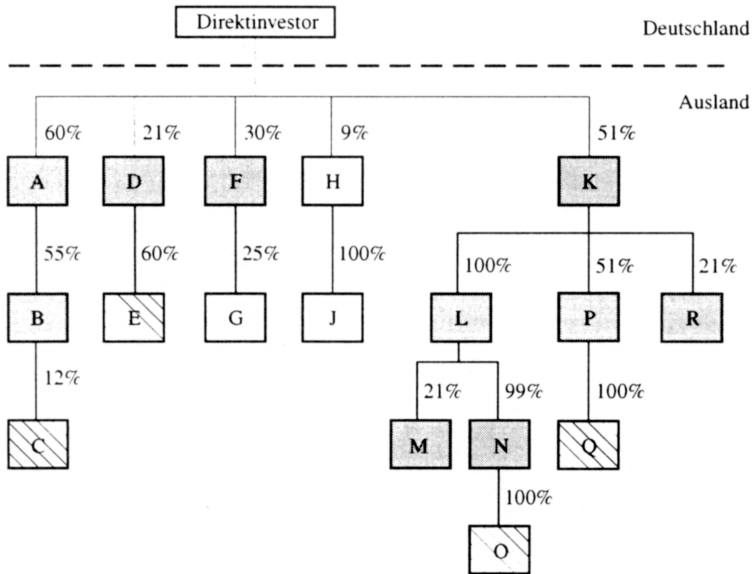 Direktinvestor
Deutschland
Ausland
60% 21% 30% 9% 51%
A D F H K
55% 60% 25% 100% 100% 51% 21%
B E G J L P R
12% 21% 99% 100%
C M N Q
100%
O